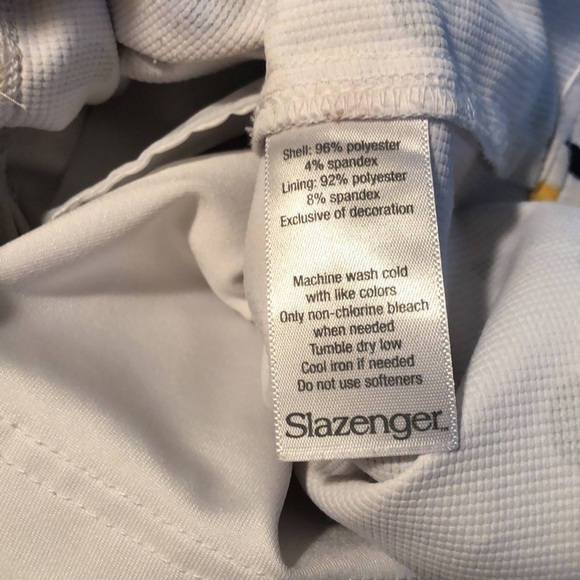 Shell: 96% polyester
4% spandex
Lining: 92% polyester
8% spandex
Exclusive of decoration
Machine wash cold
with like colors
Only non-chlorine bleach
when needed
Tumble dry low
Cool iron if needed
Do not use softeners
Slazenger